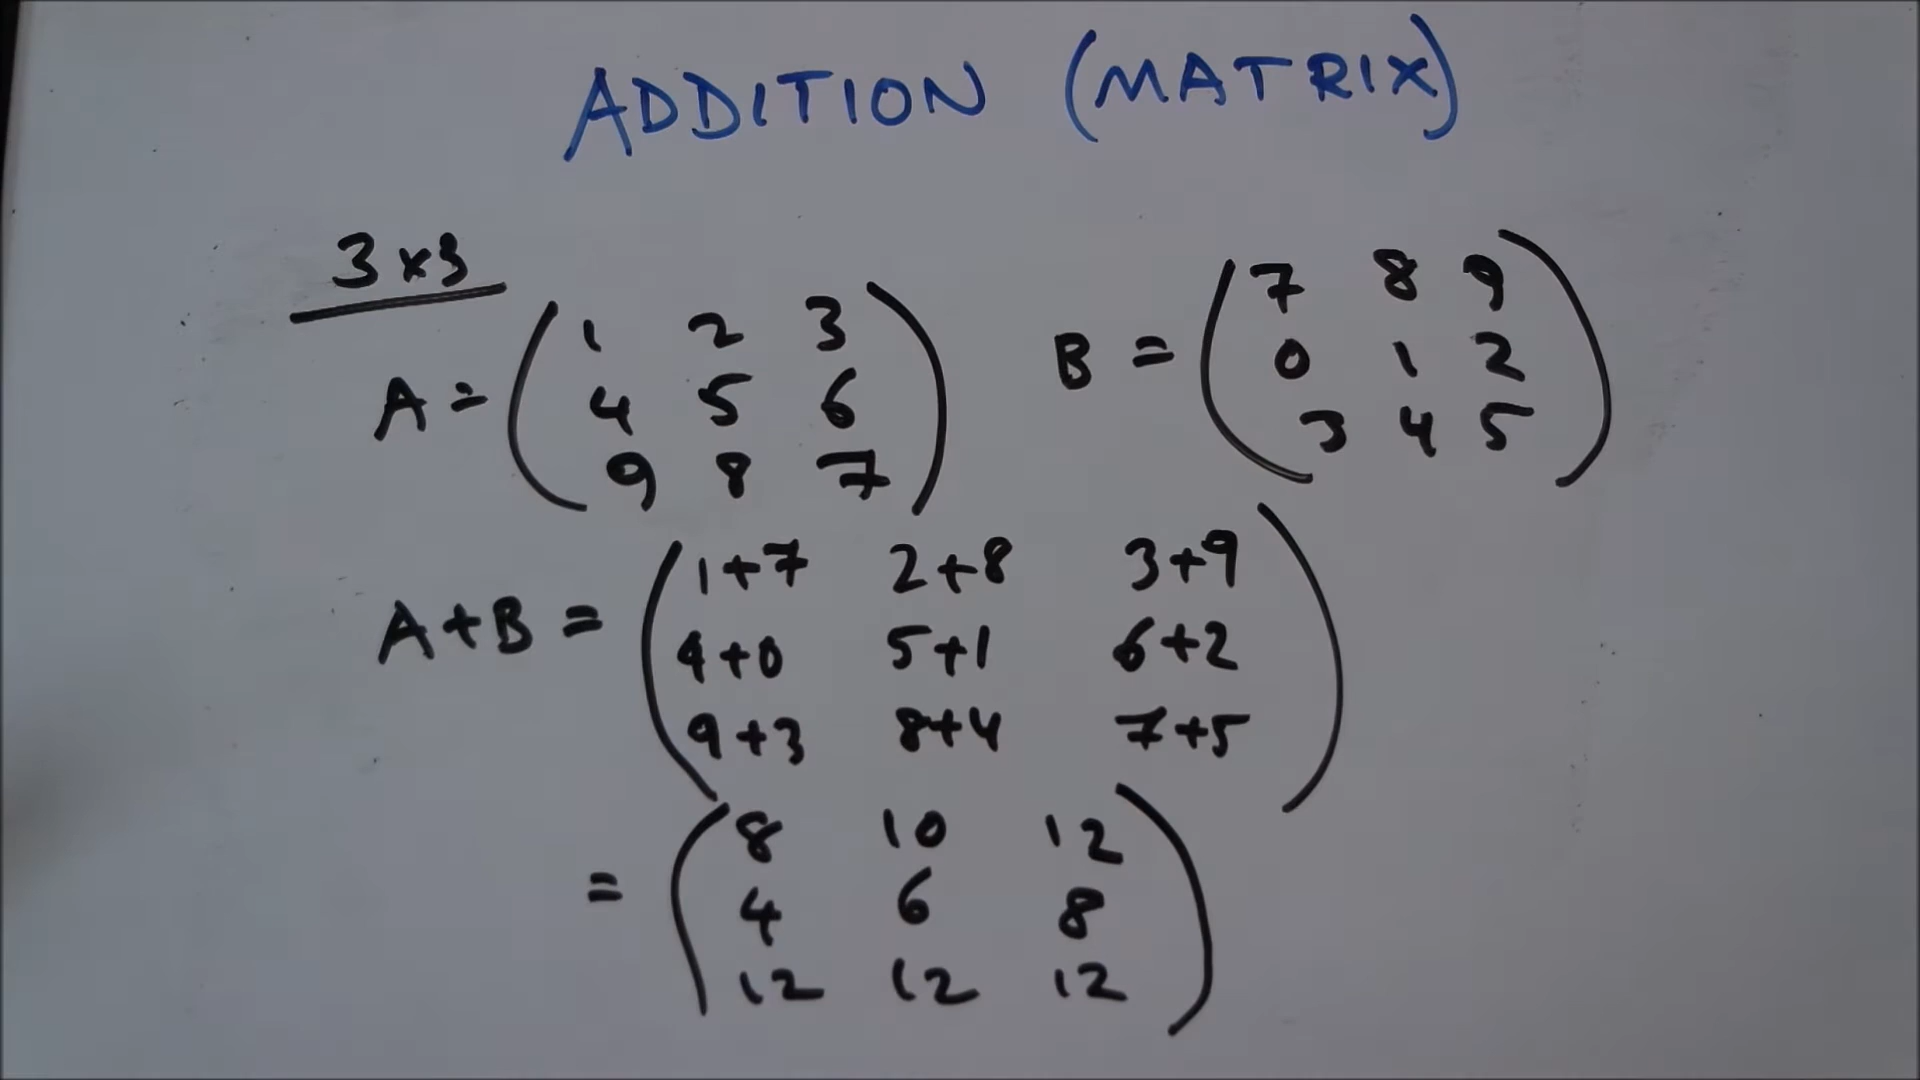 ADDITION (MATRIX)
3x3
A = ( 1 2 3
4 5 6
9 8 7 )
B = ( 7 8 9
0 1 2
3 4 5 )
A+B = ( 1+7 2+8 3+9
4+0 5+1 6+2
9+3 8+4 7+5 )
= ( 8 10 12
4 6 8
12 12 12 )